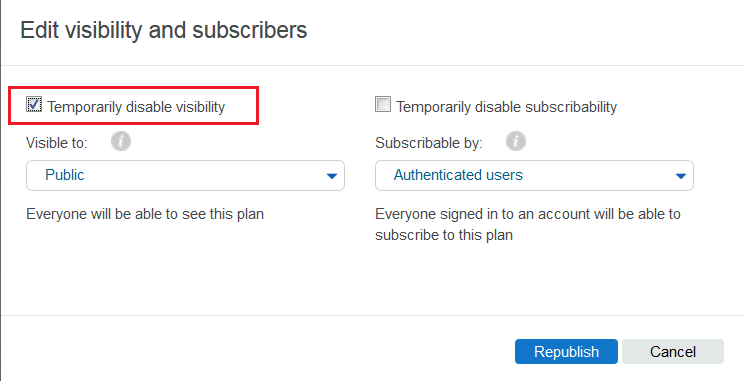 Edit visibility and subscribers
Temporarily disable visibility
Temporarily disable subscribability
Visible to:
Subscribable by:
Public
Authenticated users
Everyone will be able to see this plan
Everyone signed in to an account will be able to
subscribe to this plan
Republish
Cancel